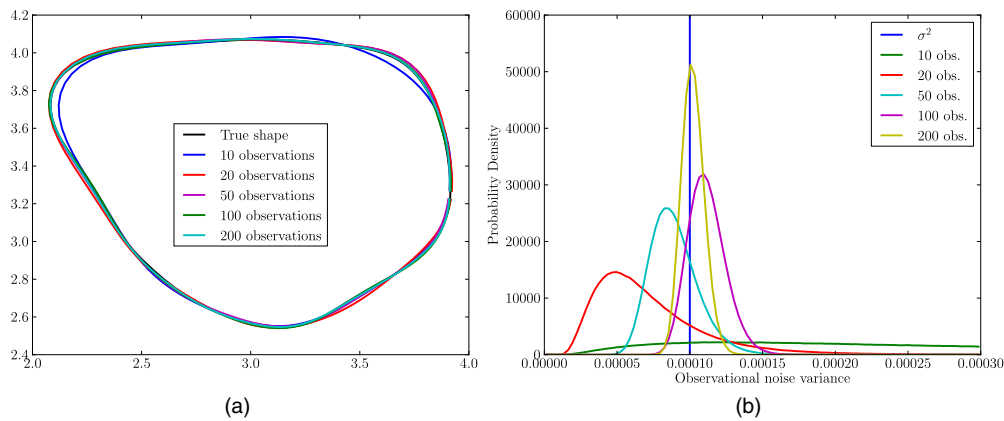 4.2
4.0
3.8
3.6
3.4
3.2
3.0
2.8
2.6
2.4
2.0
2.5
3.0
3.5
4.0
True shape
10 observations
20 observations
50 observations
100 observations
200 observations
(a)
60000
50000
40000
30000
20000
10000
0
Probability Density
0.00000
0.00005
0.00010
0.00015
0.00020
0.00025
0.00030
Observational noise variance
σ²
10 obs.
20 obs.
50 obs.
100 obs.
200 obs.
(b)